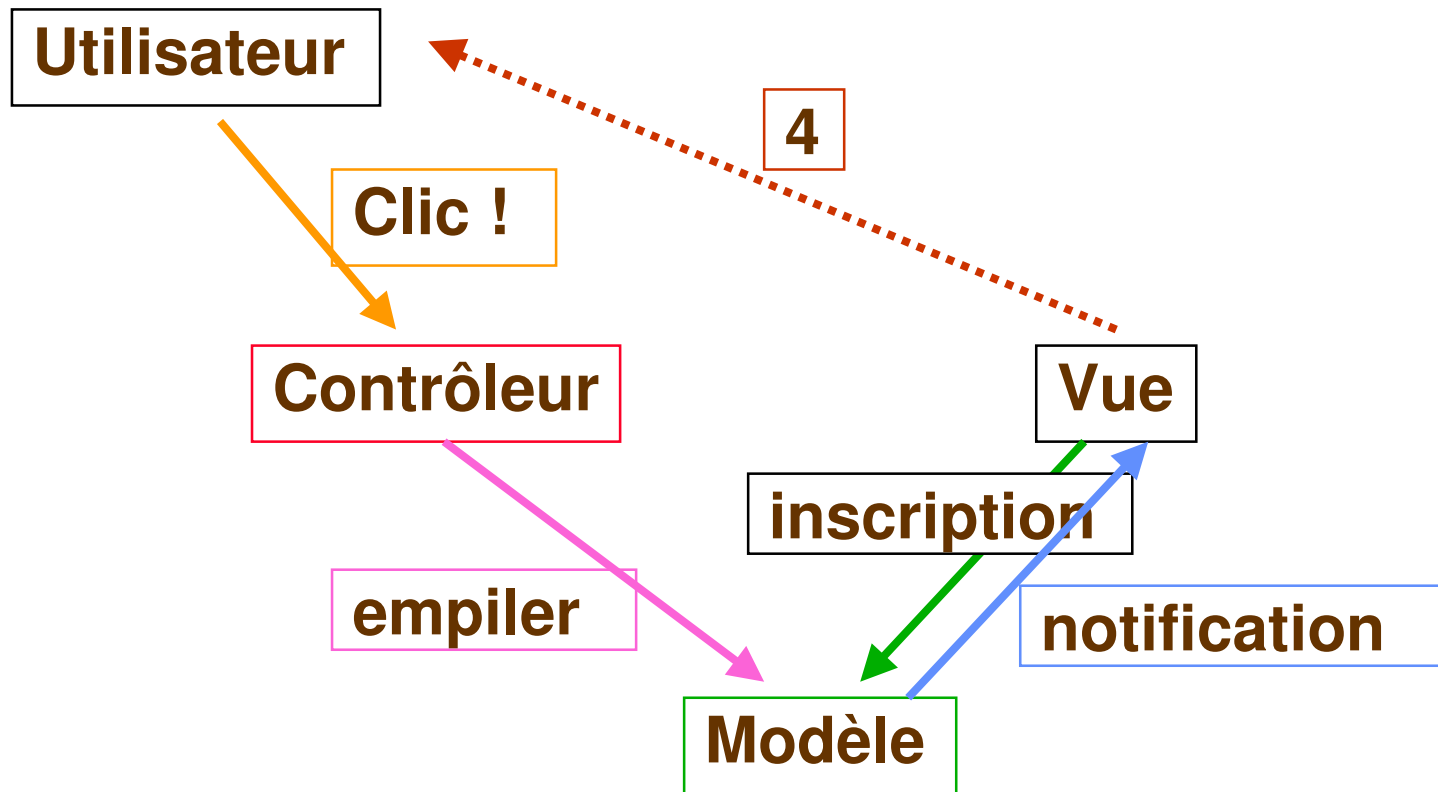 Utilisateur
4
Clic !
Contrôleur
Vue
inscription
empiler
notification
Modèle